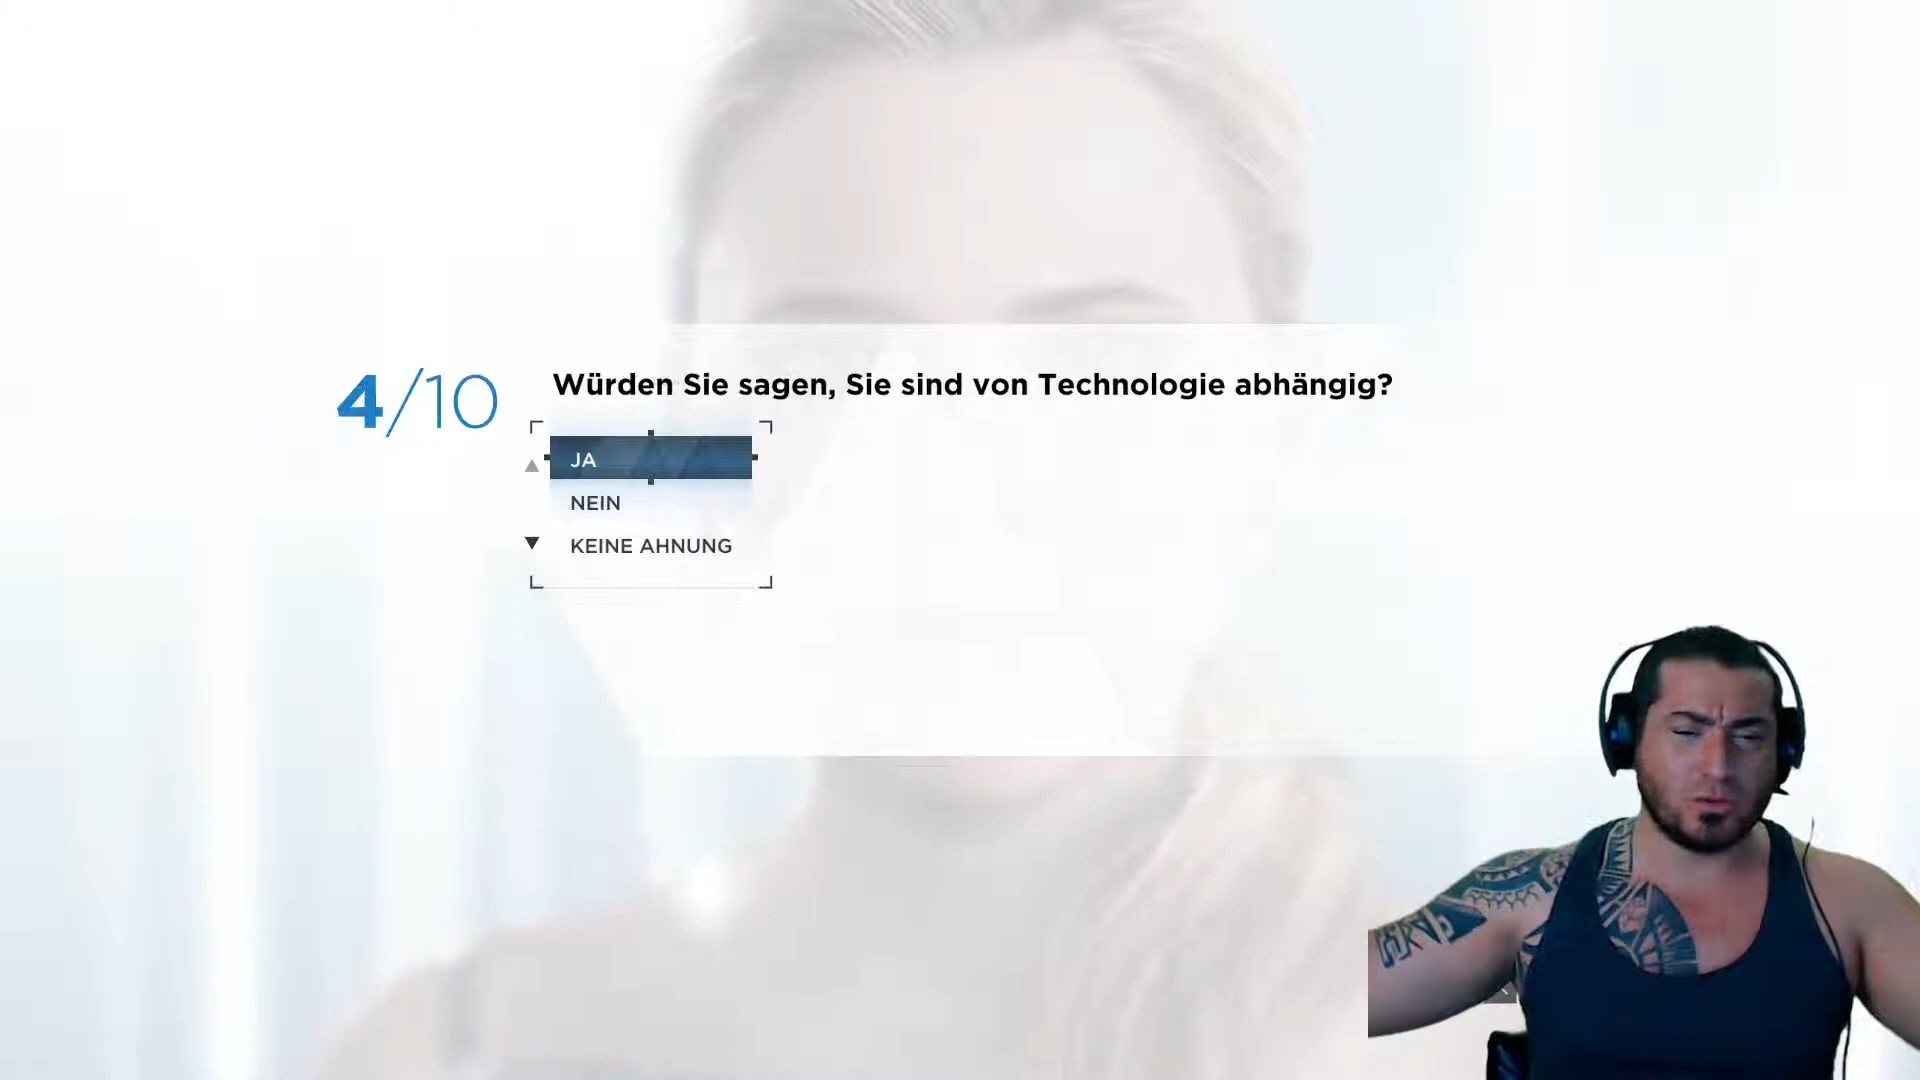 4/10
Würden Sie sagen, Sie sind von Technologie abhängig?
JA
NEIN
KEINE AHNUNG